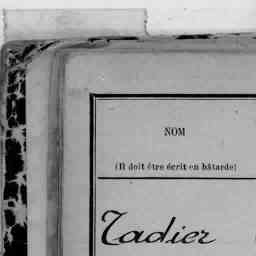 NOM
(Il doit être écrit en bâtarde)
Tadier